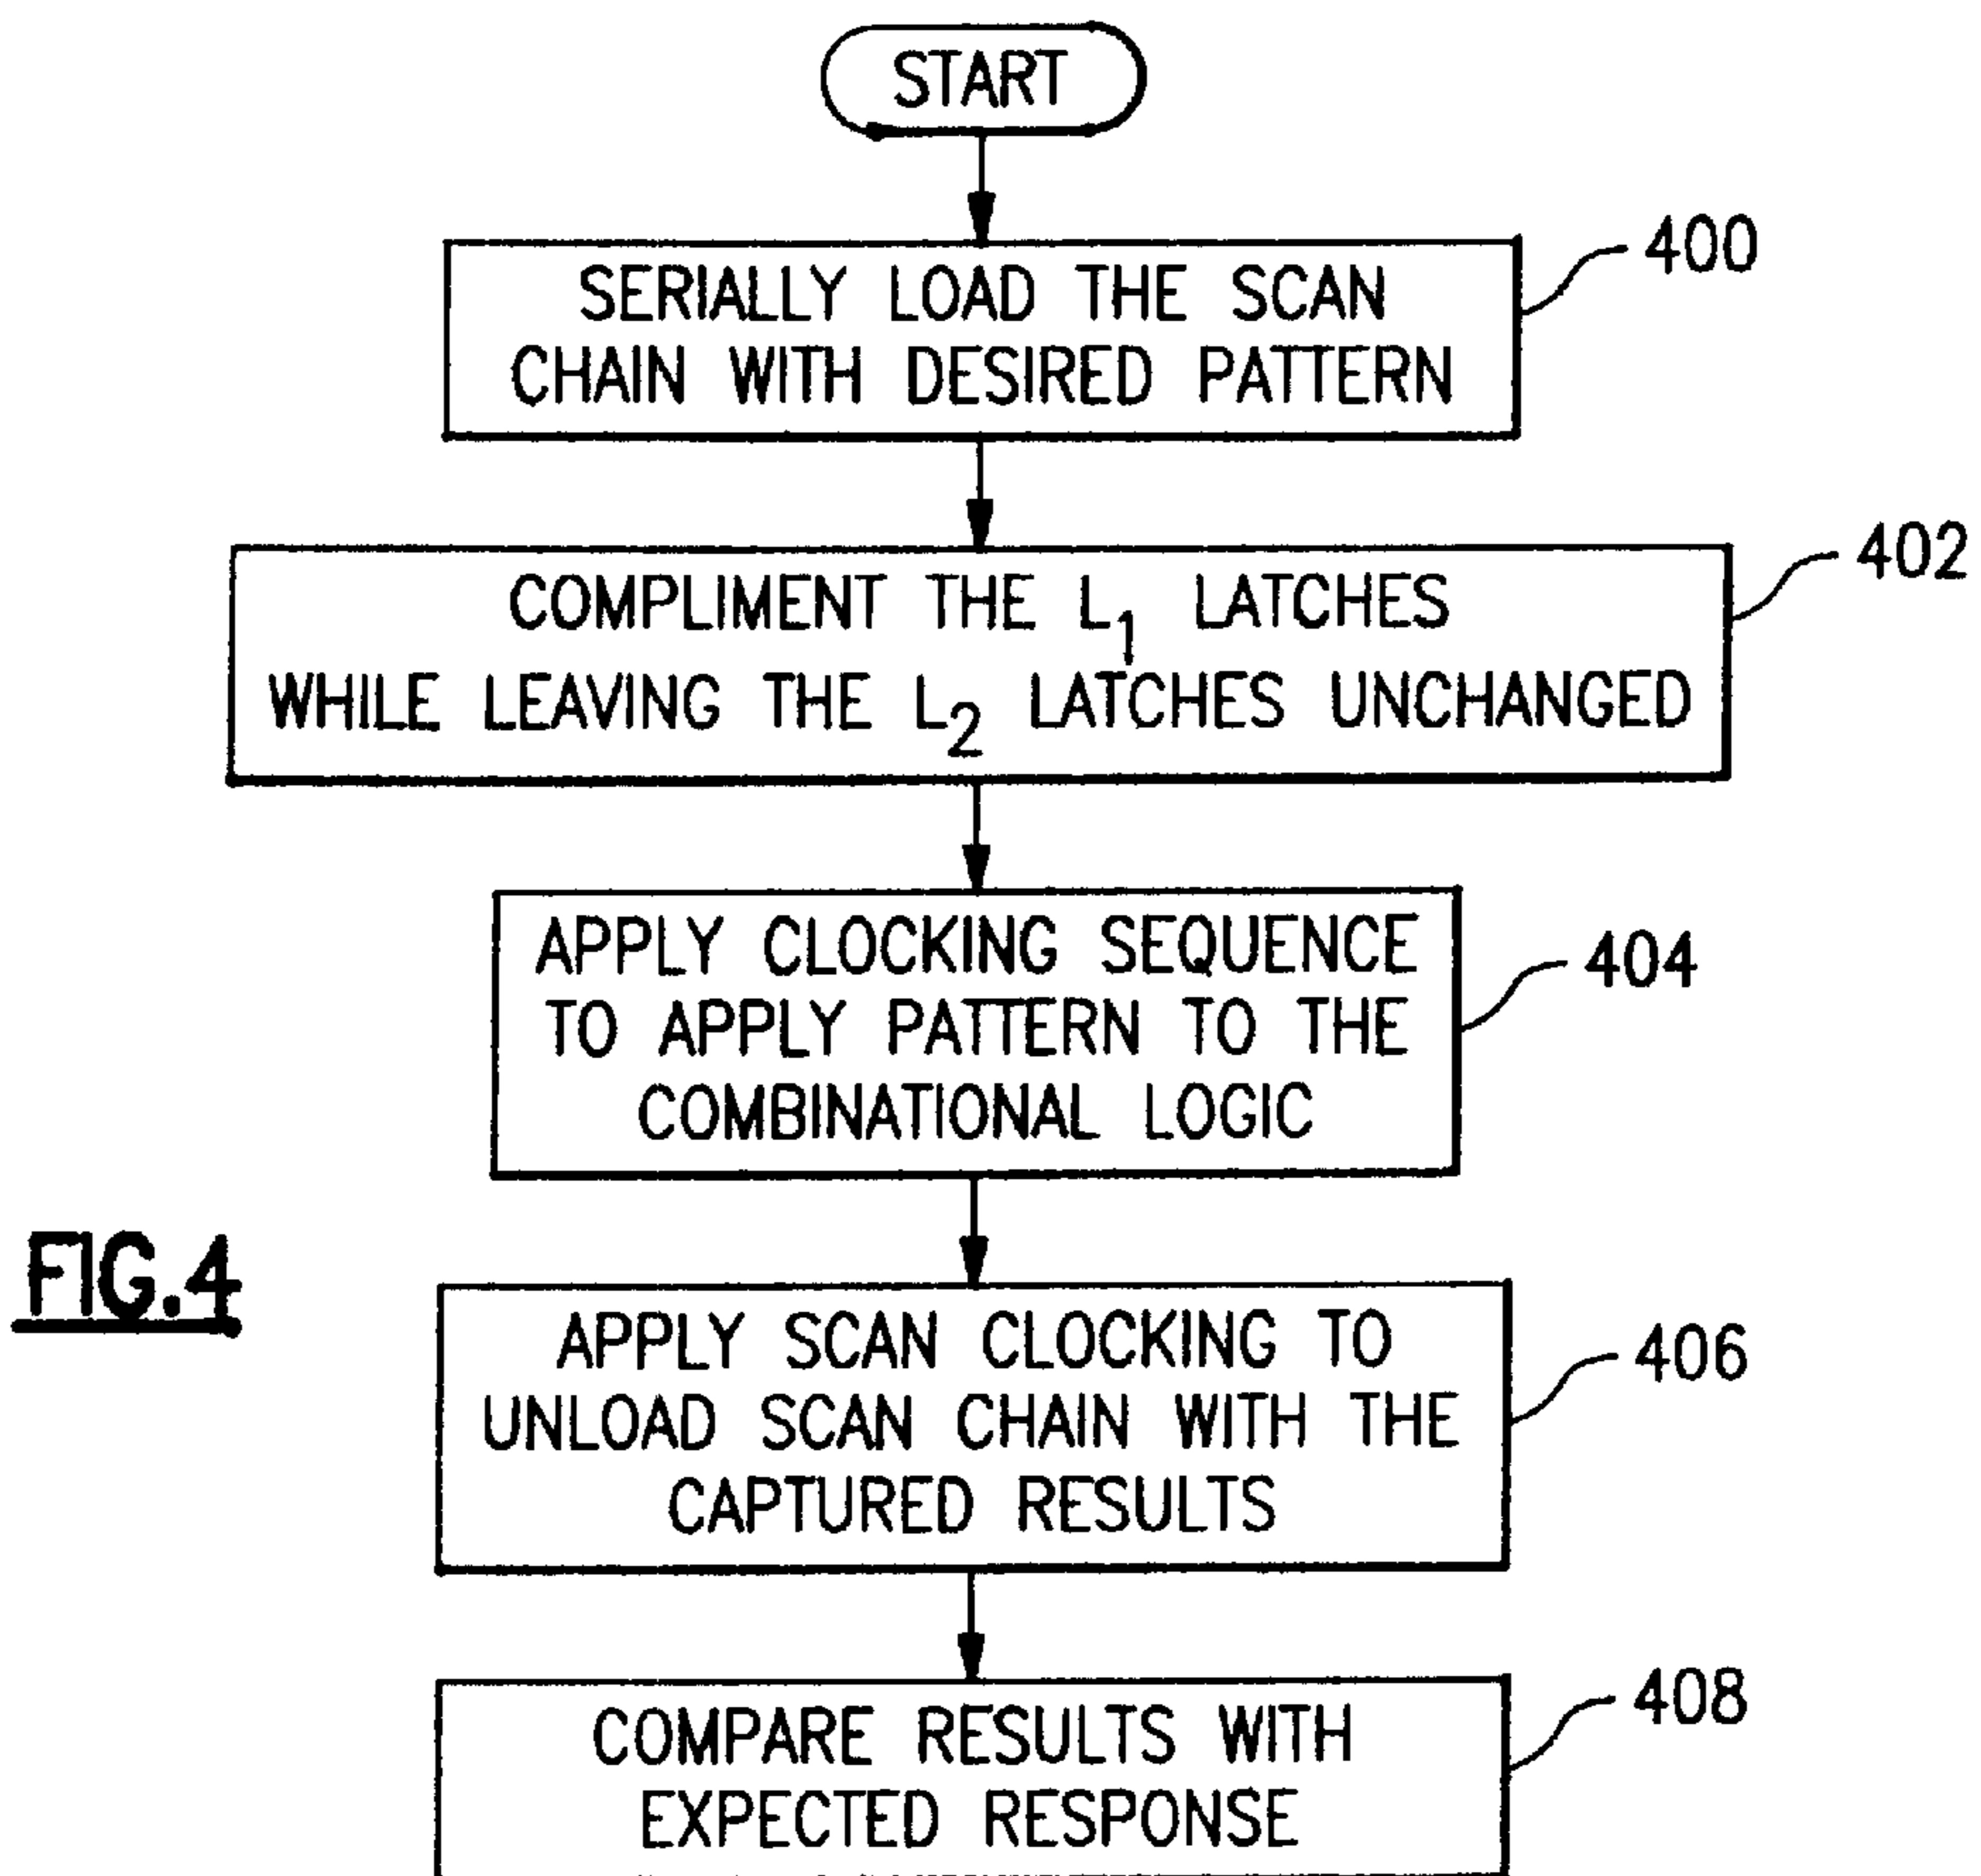 START
SERIALLY LOAD THE SCAN
CHAIN WITH DESIRED PATTERN
400
COMPLIMENT THE L1 LATCHES
WHILE LEAVING THE L2 LATCHES UNCHANGED
402
APPLY CLOCKING SEQUENCE
TO APPLY PATTERN TO THE
COMBINATIONAL LOGIC
404
FIG.4
APPLY SCAN CLOCKING TO
UNLOAD SCAN CHAIN WITH THE
CAPTURED RESULTS
406
COMPARE RESULTS WITH
EXPECTED RESPONSE
408